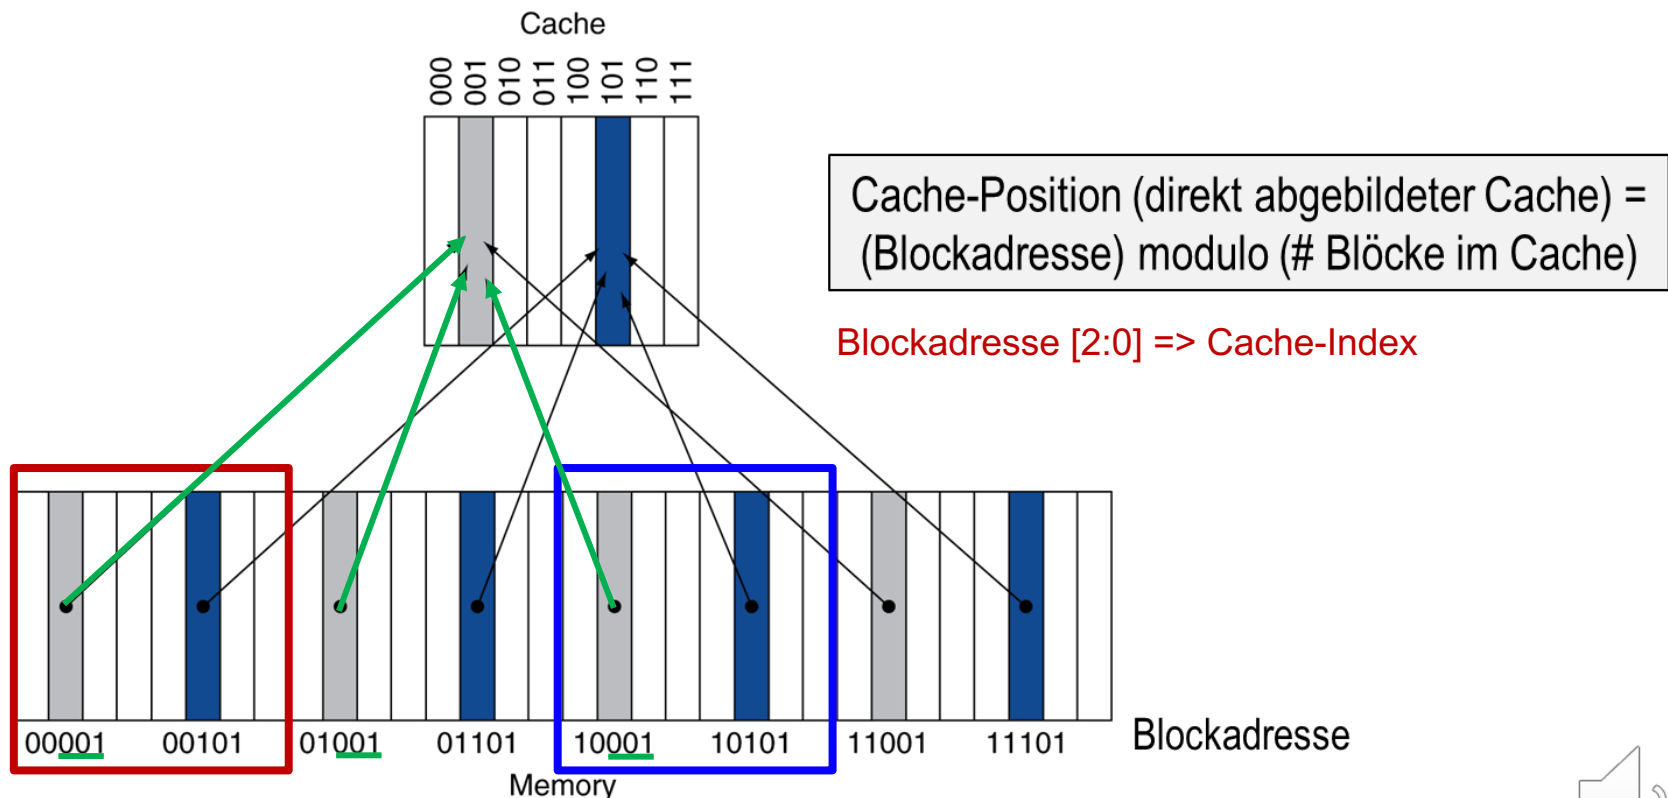 Cache
000 001 010 011 100 101 110 111
Cache-Position (direkt abgebildeter Cache) =
(Blockadresse) modulo (# Blöcke im Cache)
Blockadresse [2:0] => Cache-Index
00001 00101 01001 01101 10001 10101 11001 11101 Blockadresse
Memory